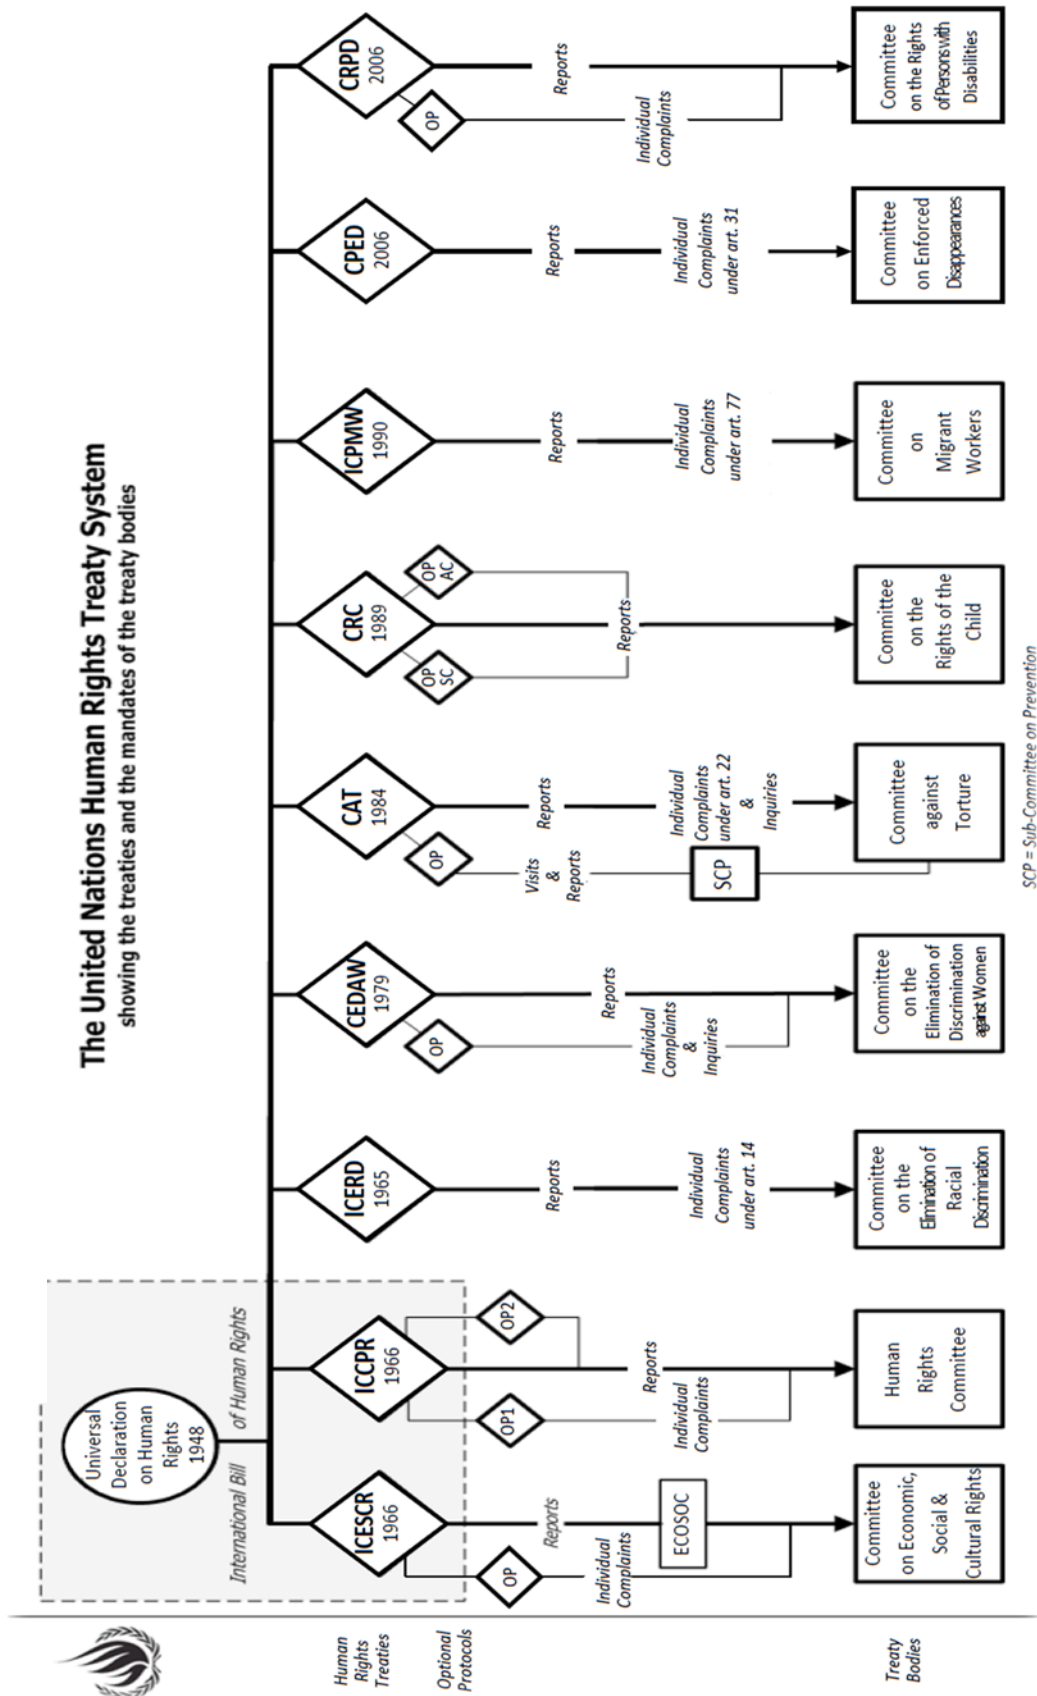 The United Nations Human Rights Treaty System
showing the treaties and the mandates of the treaty bodies
Universal
Declaration
on Human
Rights
1948
International Bill
of Human Rights
Human
Rights
Treaties
ICESCR
1966
ICCPR
1966
ICERD
1965
CEDAW
1979
CAT
1984
CRC
1989
ICPMW
1990
CPED
2006
CRPD
2006
Optional
Protocols
OP
OP1
OP2
OP
OP
OP
SC
OP
AC
OP
Reports
Individual
Complaints
ECOSOC
Reports
Individual
Complaints
Reports
Individual
Complaints
under art. 14
Reports
Individual
Complaints
&
Inquiries
Visits
&
Reports
SCP
Reports
Individual
Complaints
under art. 22
&
Inquiries
Reports
Reports
Individual
Complaints
under art. 77
Reports
Individual
Complaints
under art. 31
Reports
Individual
Complaints
Treaty
Bodies
Committee
on Economic,
Social &
Cultural Rights
Human
Rights
Committee
Committee
on the
Elimination of
Racial
Discrimination
Committee
on the
Elimination of
Discrimination
against Women
Committee
against
Torture
Committee
on the
Rights of the
Child
Committee
on
Migrant
Workers
Committee
on Enforced
Disappearances
Committee
on the Rights
of Persons with
Disabilities
SCP = Sub-Committee on Prevention